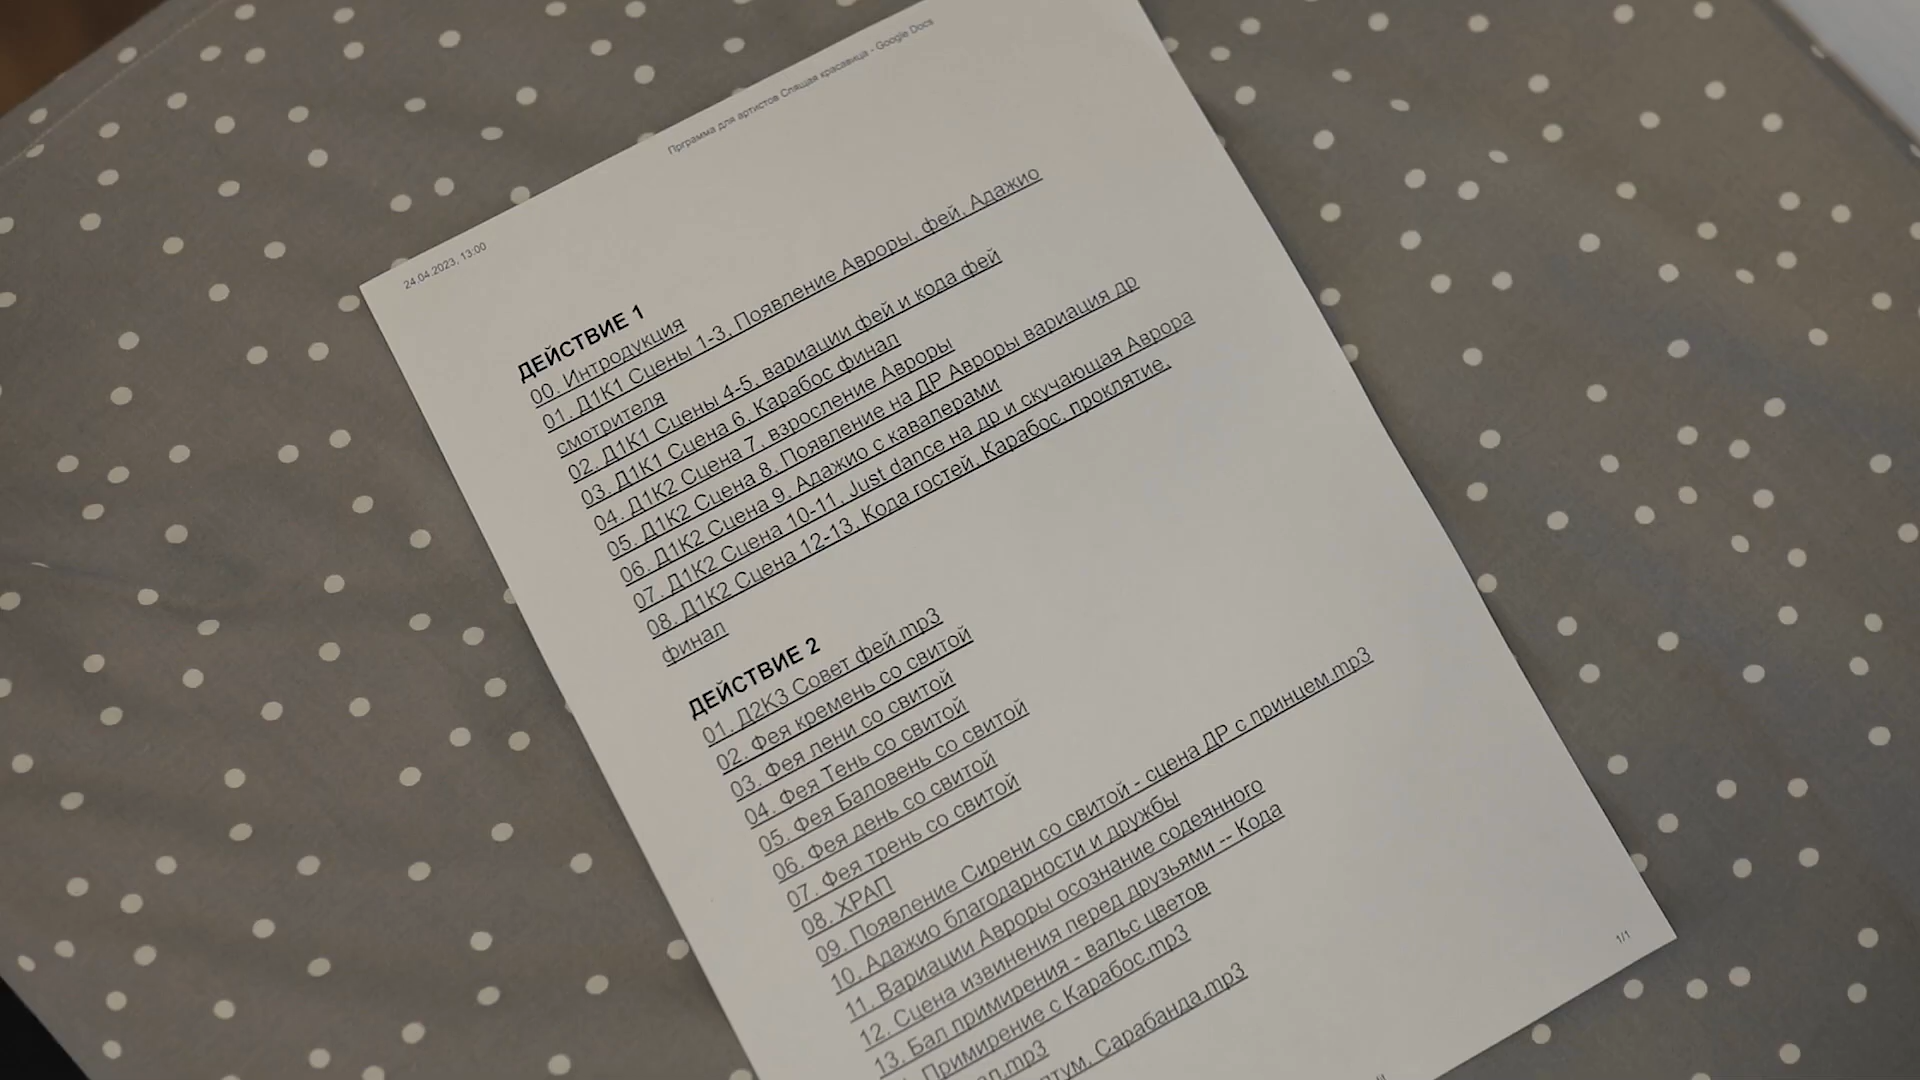 24.04.2023, 13:00
Прграмма для артистов Спящая красавица - Google Docs
ДЕЙСТВИЕ 1
00. Интродукция
01. Д1К1 Сцены 1-3, Появление Авроры, фей, Адажио
смотрителя
02. Д1К1 Сцены 4-5, вариации фей и кода фей
03. Д1К1 Сцена 6, Карабос финал
04. Д1К2 Сцена 7, взросление Авроры
05. Д1К2 Сцена 8. Появление на ДР Авроры вариация др
06. Д1К2 Сцена 9, Адажио с кавалерами
07. Д1К2 Сцена 10-11, Just dance на др и скучающая Аврора
08. Д1К2 Сцена 12-13, Кода гостей, Карабос, проклятие,
финал
ДЕЙСТВИЕ 2
01. Д2К3 Совет фей.mp3
02. Фея кремень со свитой
03. Фея лени со свитой
04. Фея Тень со свитой
05. Фея Баловень со свитой
06. Фея день со свитой
07. Фея трень со свитой
08. ХРАП
09. Появление Сирени со свитой - сцена ДР с принцем.mp3
10. Адажио благодарности и дружбы
11. Вариации Авроры осознание содеянного
12. Сцена извинения перед друзьями -- Кода
13. Бал примирения - вальс цветов
Примирение с Карабос.mp3
Сарабанда.mp3
1/1